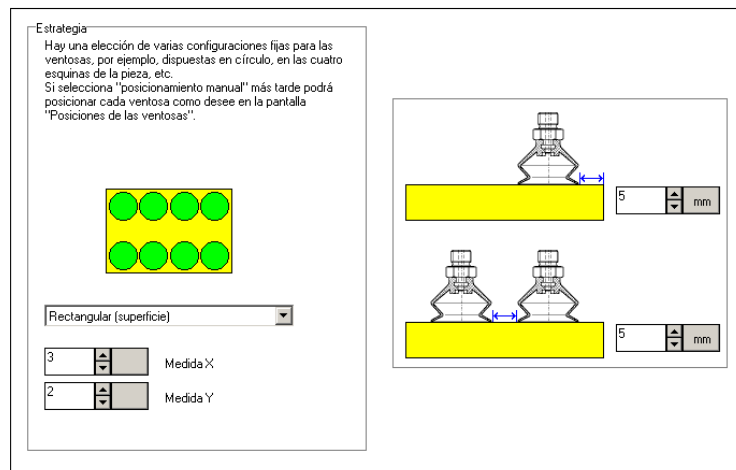 Estrategia
Hay una elección de varias configuraciones fijas para las
ventosas, por ejemplo, dispuestas en círculo, en las cuatro
esquinas de la pieza, etc.
Si selecciona "posicionamiento manual" más tarde podrá
posicionar cada ventosa como desee en la pantalla
"Posiciones de las ventosas".
Rectangular (superficie)
3 Medida X
2 Medida Y
5 mm
5 mm